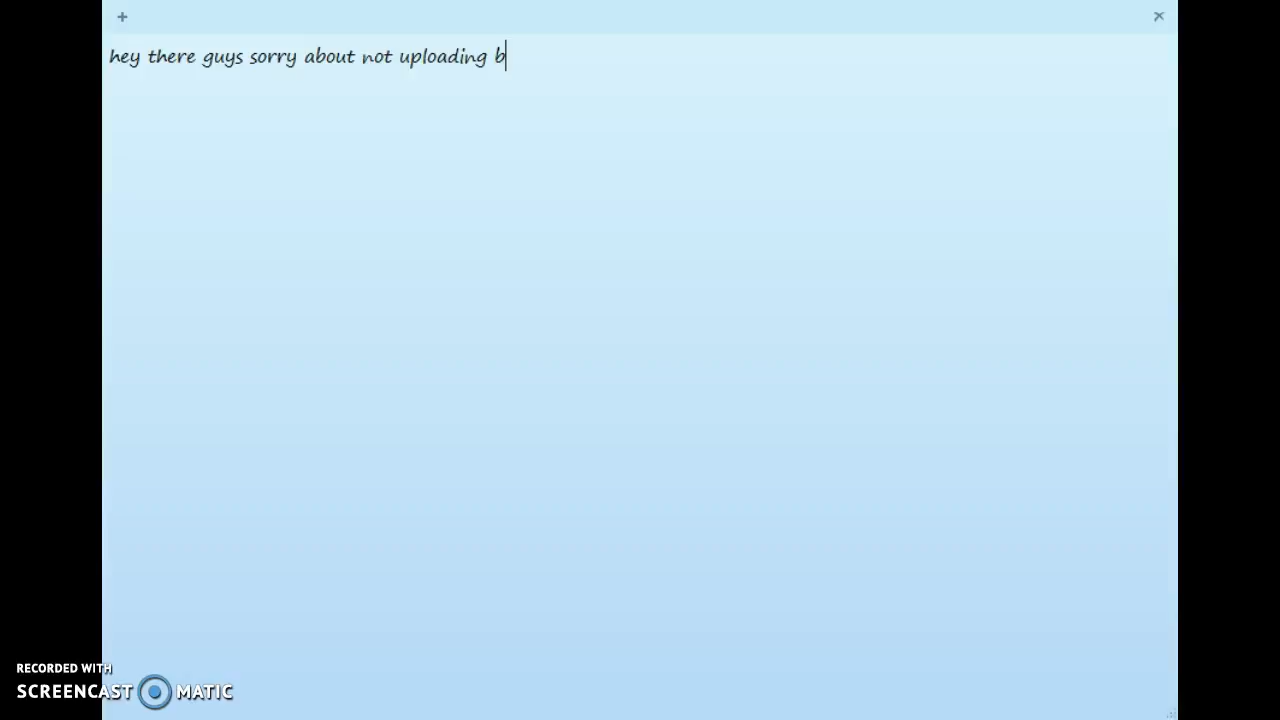 hey there guys sorry about not uploading b
RECORDED WITH
SCREENCAST MATIC